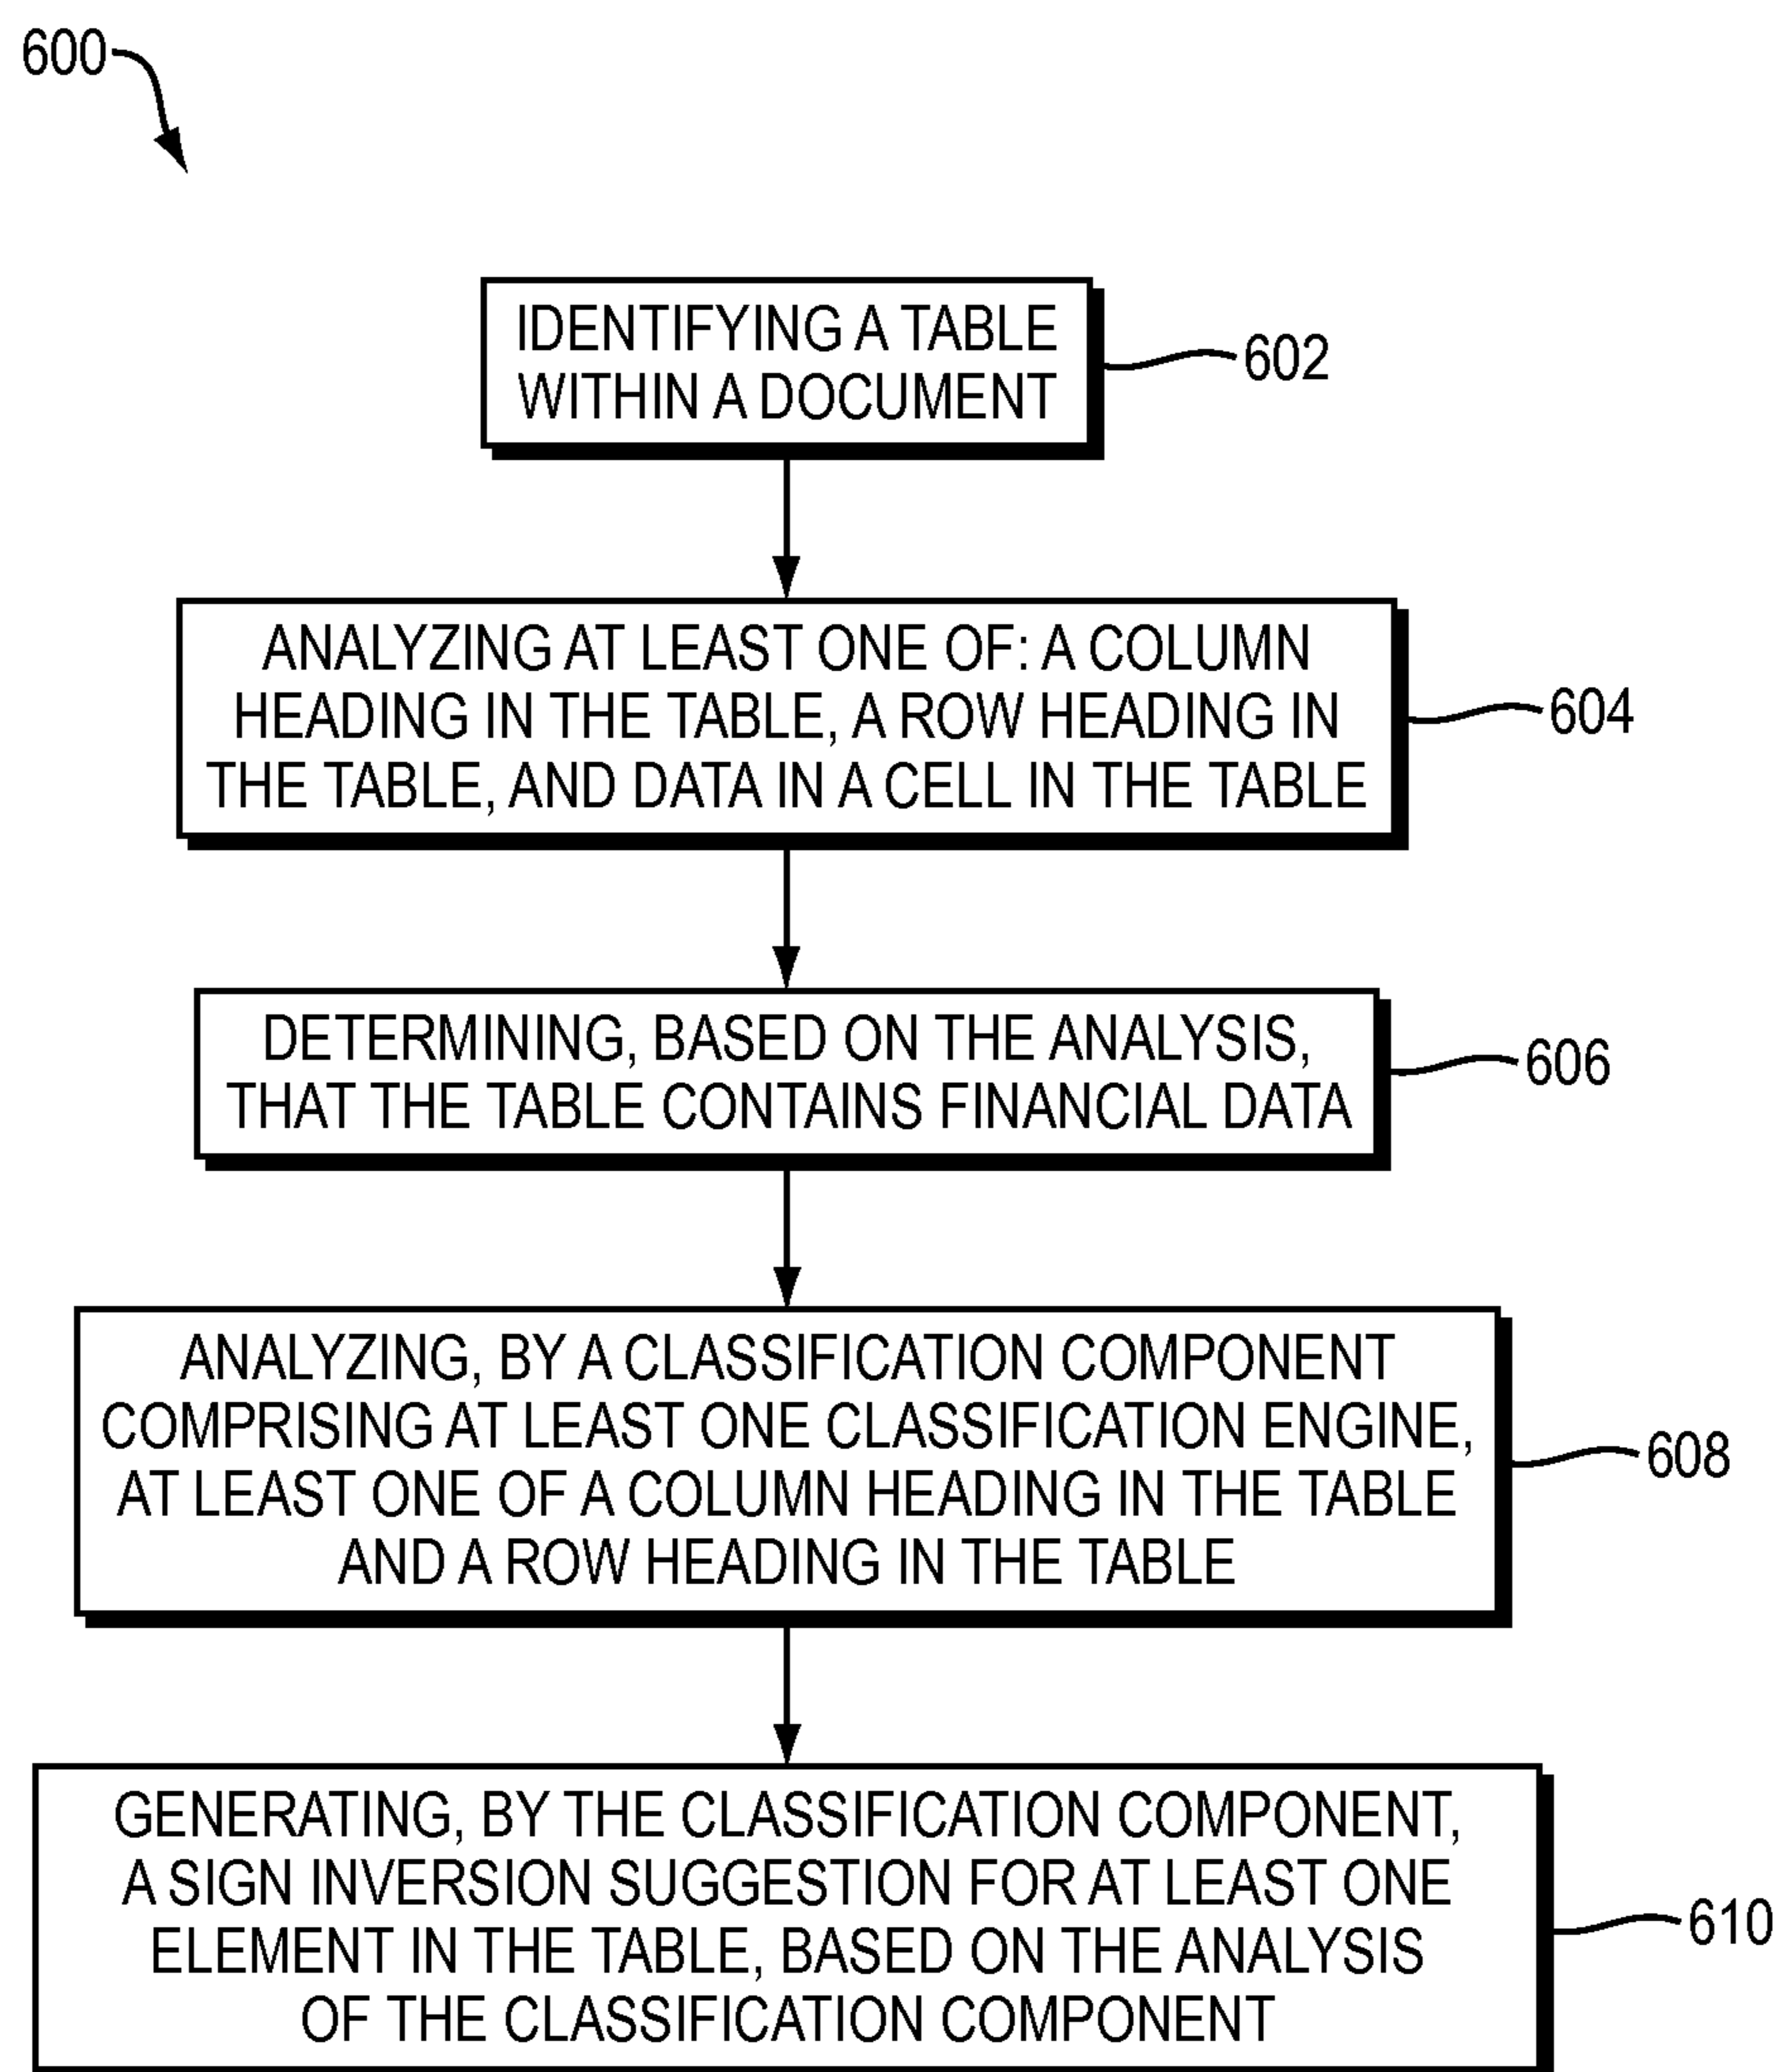 600
IDENTIFYING A TABLE
WITHIN A DOCUMENT
602
ANALYZING AT LEAST ONE OF: A COLUMN
HEADING IN THE TABLE, A ROW HEADING IN
THE TABLE, AND DATA IN A CELL IN THE TABLE
604
DETERMINING, BASED ON THE ANALYSIS,
THAT THE TABLE CONTAINS FINANCIAL DATA
606
ANALYZING, BY A CLASSIFICATION COMPONENT
COMPRISING AT LEAST ONE CLASSIFICATION ENGINE,
AT LEAST ONE OF A COLUMN HEADING IN THE TABLE
AND A ROW HEADING IN THE TABLE
608
GENERATING, BY THE CLASSIFICATION COMPONENT,
A SIGN INVERSION SUGGESTION FOR AT LEAST ONE
ELEMENT IN THE TABLE, BASED ON THE ANALYSIS
OF THE CLASSIFICATION COMPONENT
610